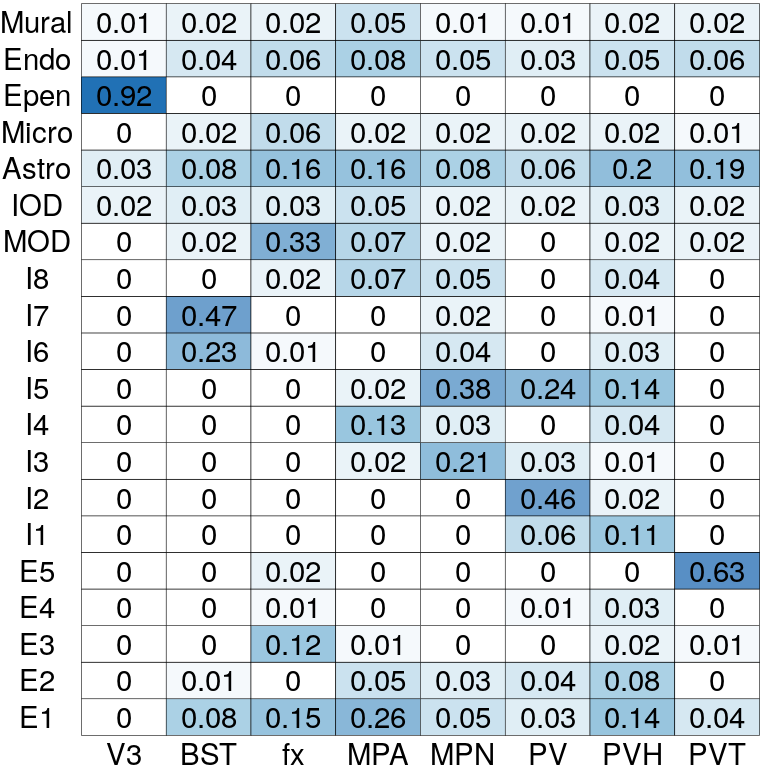 Mural 0.01 0.02 0.02 0.05 0.01 0.01 0.02 0.02
Endo 0.01 0.04 0.06 0.08 0.05 0.03 0.05 0.06
Epen 0.92 0 0 0 0 0 0 0
Micro 0 0.02 0.06 0.02 0.02 0.02 0.02 0.01
Astro 0.03 0.08 0.16 0.16 0.08 0.06 0.2 0.19
IOD 0.02 0.03 0.03 0.05 0.02 0.02 0.03 0.02
MOD 0 0.02 0.33 0.07 0.02 0 0.02 0.02
I8 0 0 0.02 0.07 0.05 0 0.04 0
I7 0 0.47 0 0 0.02 0 0.01 0
I6 0 0.23 0.01 0 0.04 0 0.03 0
I5 0 0 0 0.02 0.38 0.24 0.14 0
I4 0 0 0 0.13 0.03 0 0.04 0
I3 0 0 0 0.02 0.21 0.03 0.01 0
I2 0 0 0 0 0 0.46 0.02 0
I1 0 0 0 0 0 0.06 0.11 0
E5 0 0 0.02 0 0 0 0 0.63
E4 0 0 0.01 0 0 0.01 0.03 0
E3 0 0 0.12 0.01 0 0 0.02 0.01
E2 0 0.01 0 0.05 0.03 0.04 0.08 0
E1 0 0.08 0.15 0.26 0.05 0.03 0.14 0.04
V3 BST fx MPA MPN PV PVH PVT